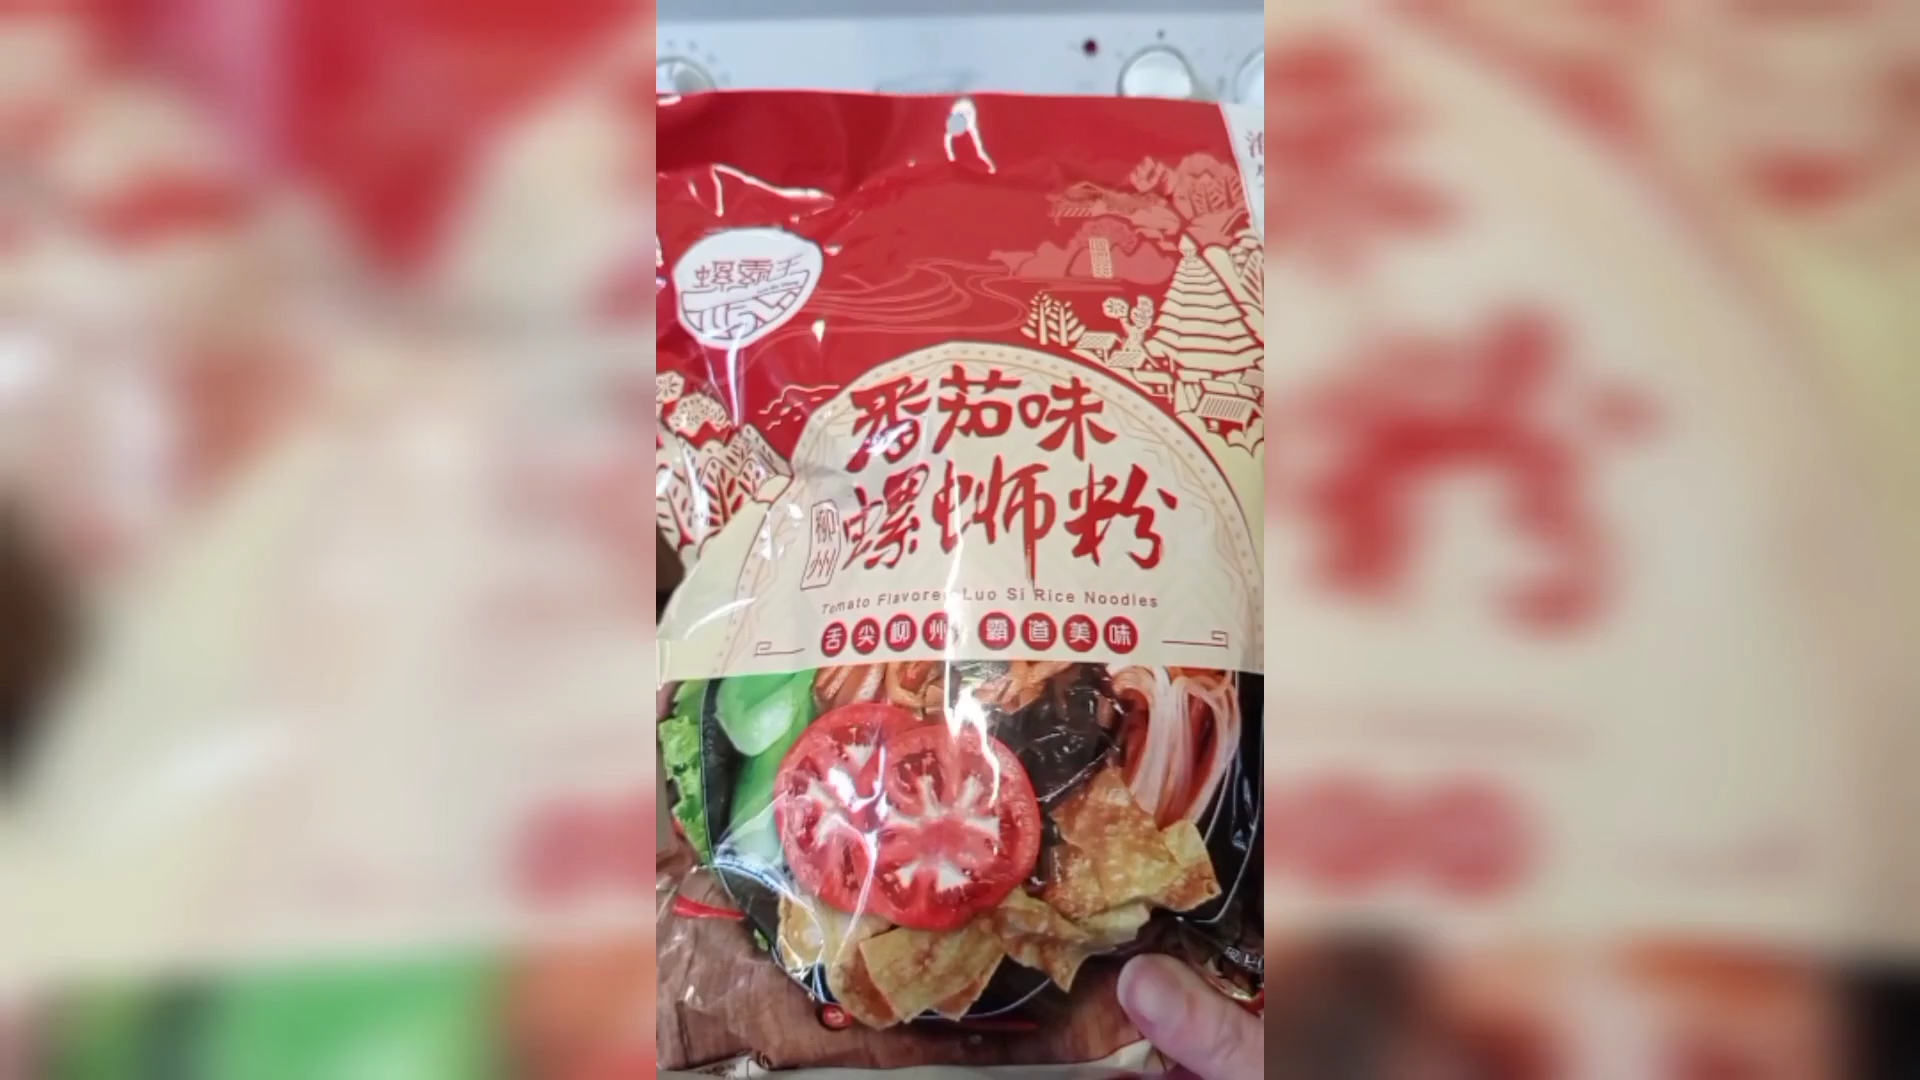 螺霸王
番茄味
柳州
螺蛳粉
Tomato Flavored Luo Si Rice Noodles
舌尖柳州 霸道美味